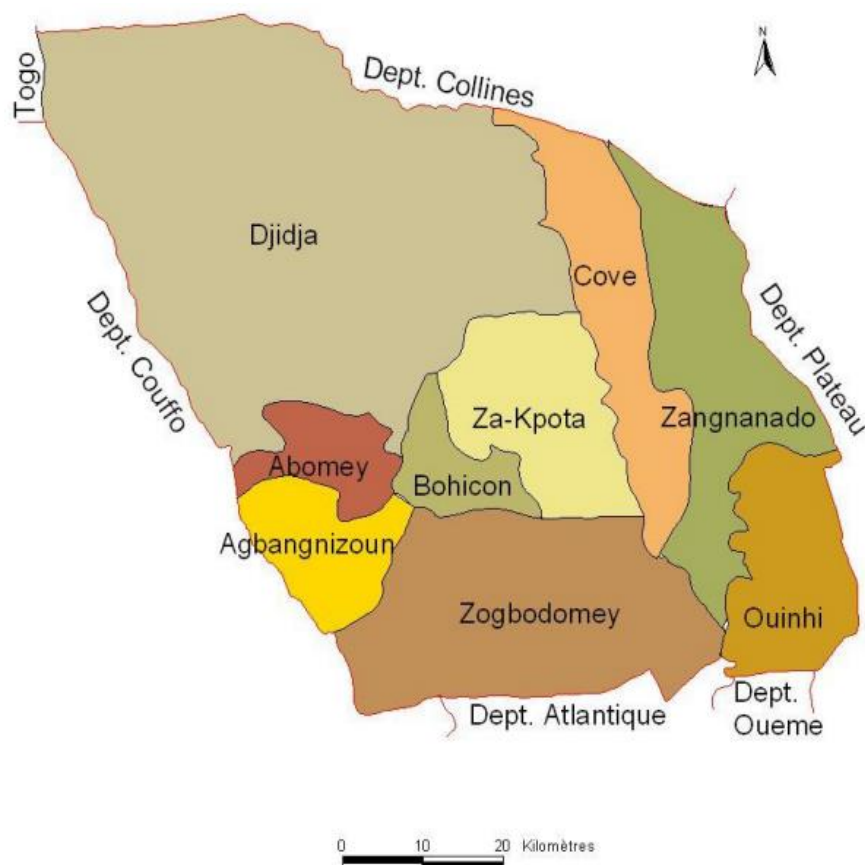 N
Togo
Dept. Collines
Djidja
Cove
Dept. Plateau
Dept. Couffo
Za-Kpota
Zangnanado
Abomey
Bohicon
Agbangnizoun
Zogbodomey
Ouinhi
Dept. Atlantique
Dept.
Oueme
0 10 20 Kilomètres